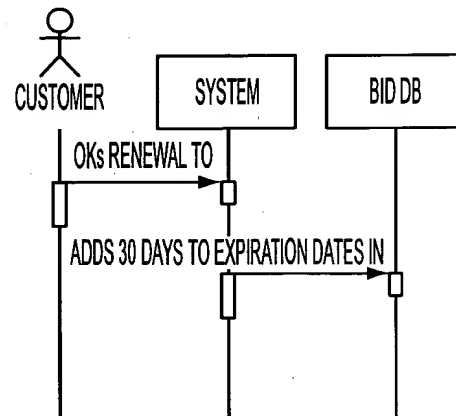 CUSTOMER
SYSTEM
BID DB
OKs RENEWAL TO
ADDS 30 DAYS TO EXPIRATION DATES IN